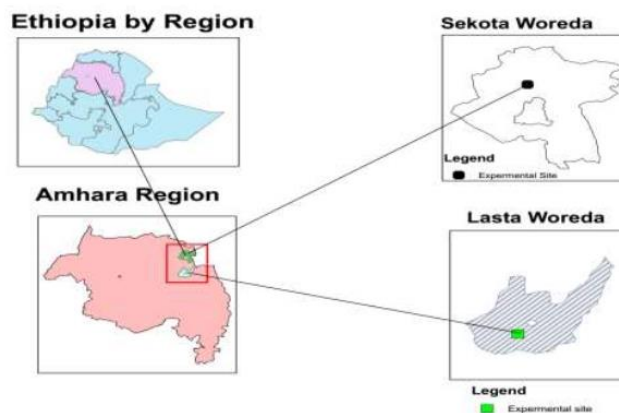 Ethiopia by Region
Sekota Woreda
Legend
Expermental Site
Amhara Region
Lasta Woreda
Legend
Expermental site